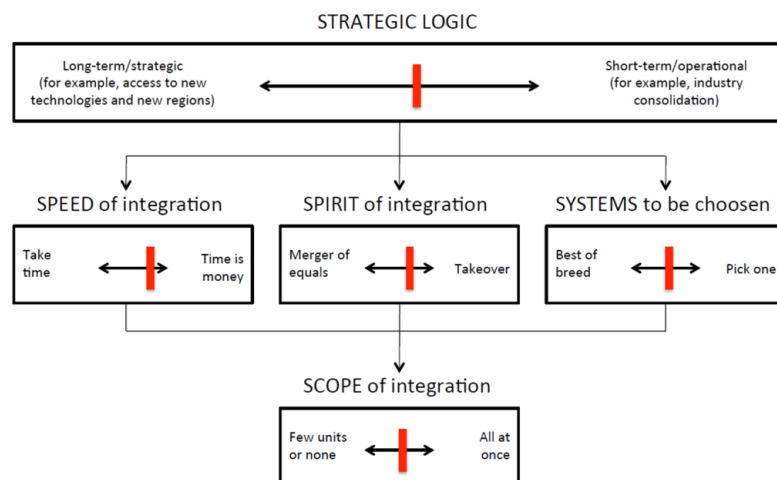 STRATEGIC LOGIC
Long-term/strategic
(for example, access to new
technologies and new regions)
Short-term/operational
(for example, industry
consolidation)
SPEED of integration
SPIRIT of integration
SYSTEMS to be choosen
Take
time
Time is
money
Merger of
equals
Takeover
Best of
breed
Pick one
SCOPE of integration
Few units
or none
All at
once